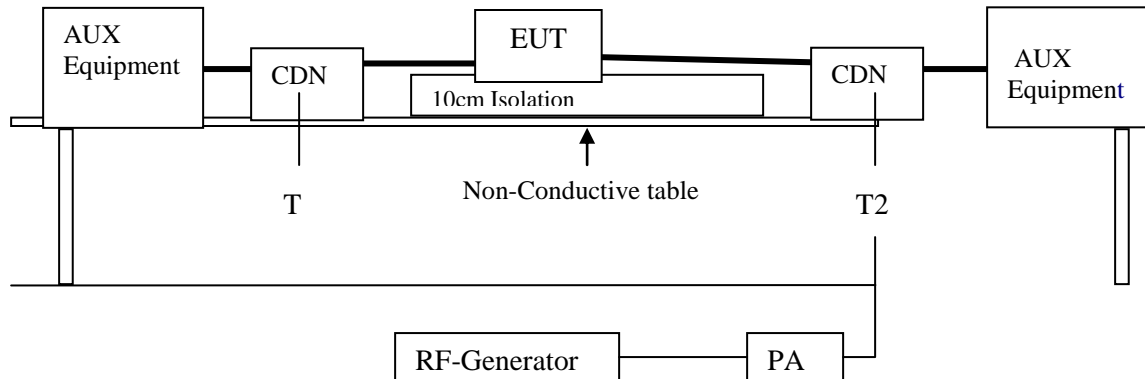 AUX
Equipment
CDN
EUT
10cm Isolation
CDN
AUX
Equipment
Non-Conductive table
T
T2
RF-Generator
PA